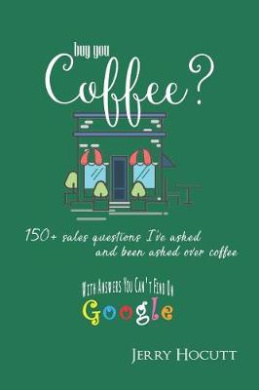 buy you
Coffee?
150+ sales questions I've asked
and been asked over coffee
With Answers You Can't Find On
Google
Jerry Hocutt